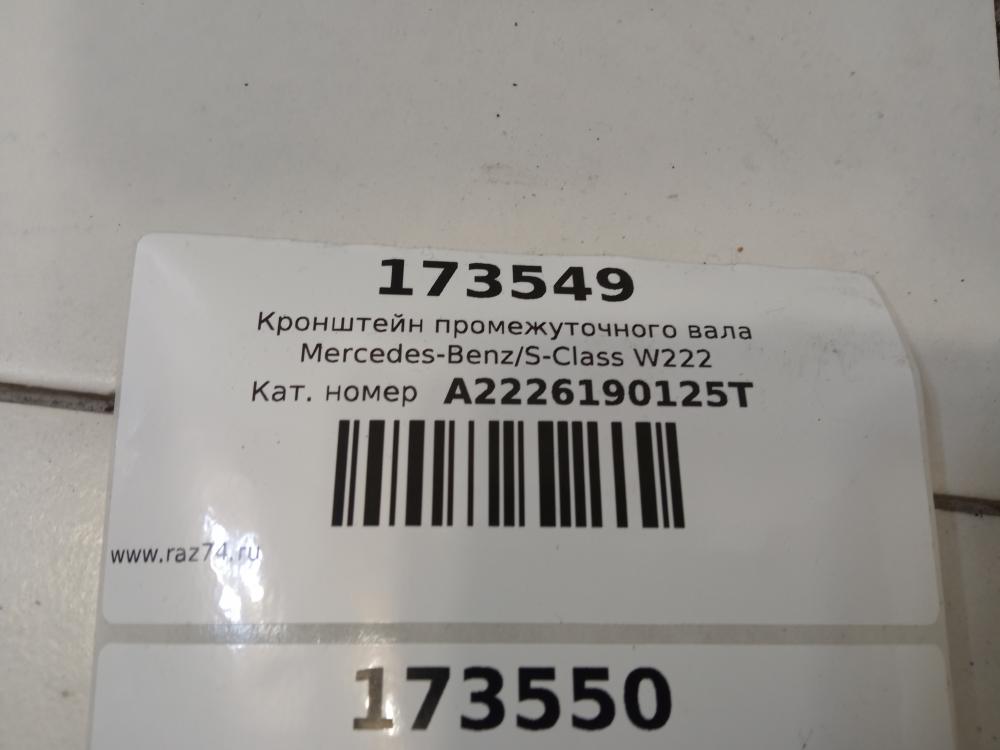 173549
Кронштейн промежуточного вала
Mercedes-Benz/S-Class W222
Кат. номер A2226190125T
www.raz74.ru
173550